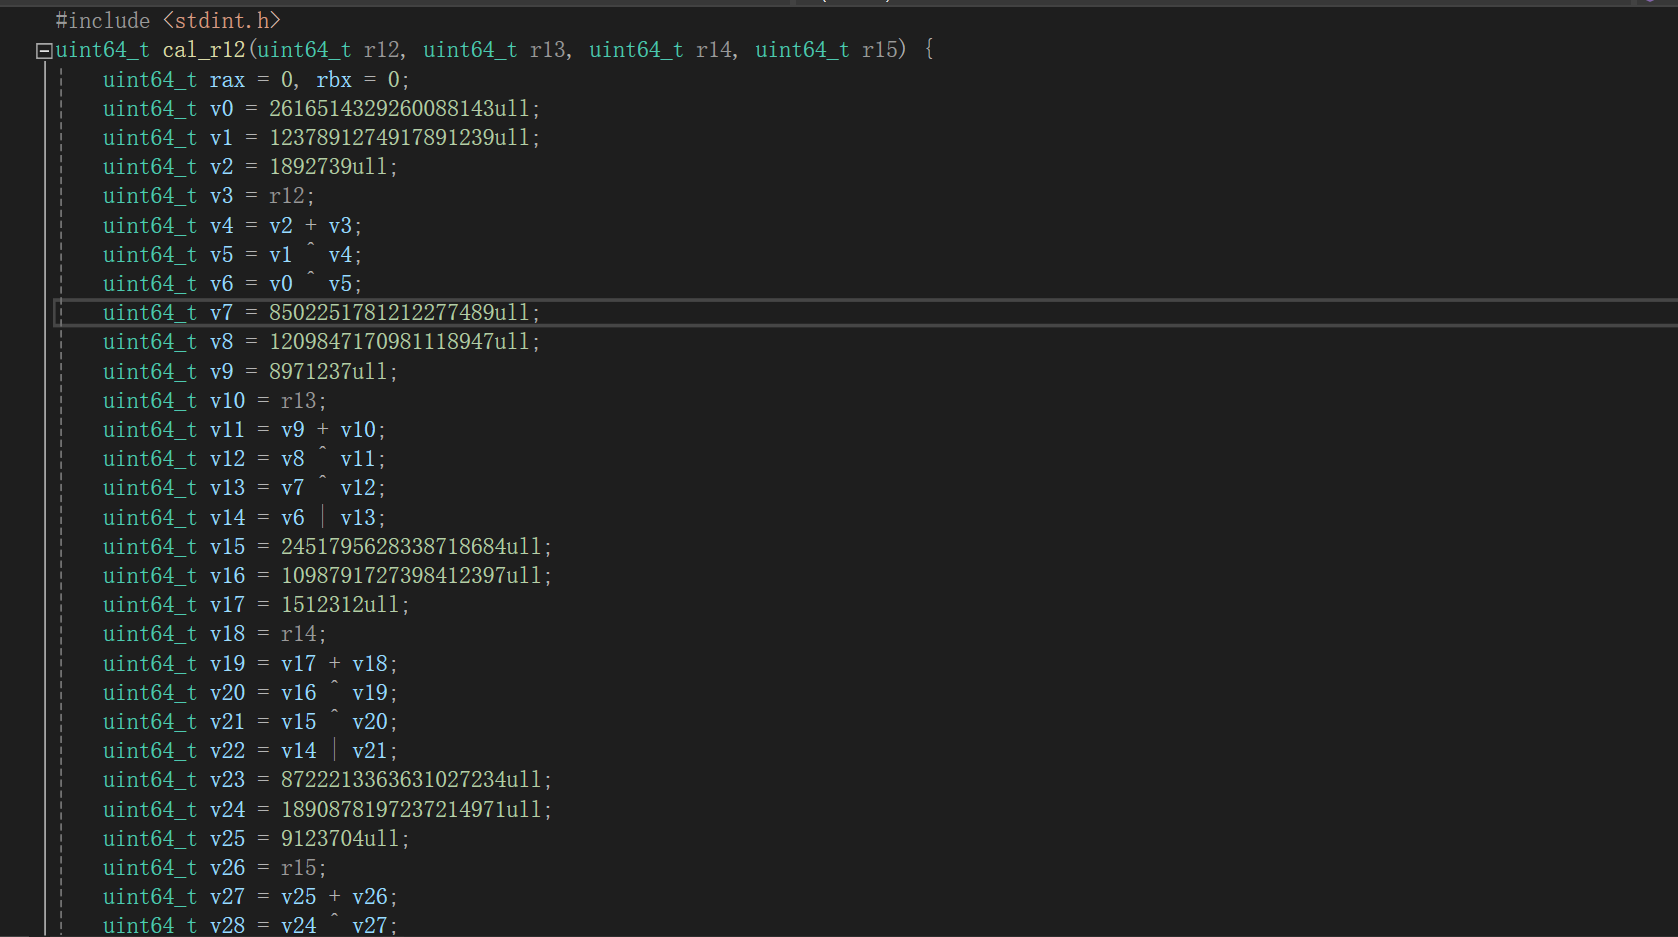 #include <stdint.h>
uint64_t cal_r12(uint64_t r12, uint64_t r13, uint64_t r14, uint64_t r15) {
uint64_t rax = 0, rbx = 0;
uint64_t v0 = 2616514329260088143ull;
uint64_t v1 = 1237891274917891239ull;
uint64_t v2 = 1892739ull;
uint64_t v3 = r12;
uint64_t v4 = v2 + v3;
uint64_t v5 = v1 ^ v4;
uint64_t v6 = v0 ^ v5;
uint64_t v7 = 8502251781212277489ull;
uint64_t v8 = 1209847170981118947ull;
uint64_t v9 = 8971237ull;
uint64_t v10 = r13;
uint64_t v11 = v9 + v10;
uint64_t v12 = v8 ^ v11;
uint64_t v13 = v7 ^ v12;
uint64_t v14 = v6 | v13;
uint64_t v15 = 2451795628338718684ull;
uint64_t v16 = 1098791727398412397ull;
uint64_t v17 = 1512312ull;
uint64_t v18 = r14;
uint64_t v19 = v17 + v18;
uint64_t v20 = v16 ^ v19;
uint64_t v21 = v15 ^ v20;
uint64_t v22 = v14 | v21;
uint64_t v23 = 8722213363631027234ull;
uint64_t v24 = 1890878197237214971ull;
uint64_t v25 = 9123704ull;
uint64_t v26 = r15;
uint64_t v27 = v25 + v26;
uint64_t v28 = v24 ^ v27;